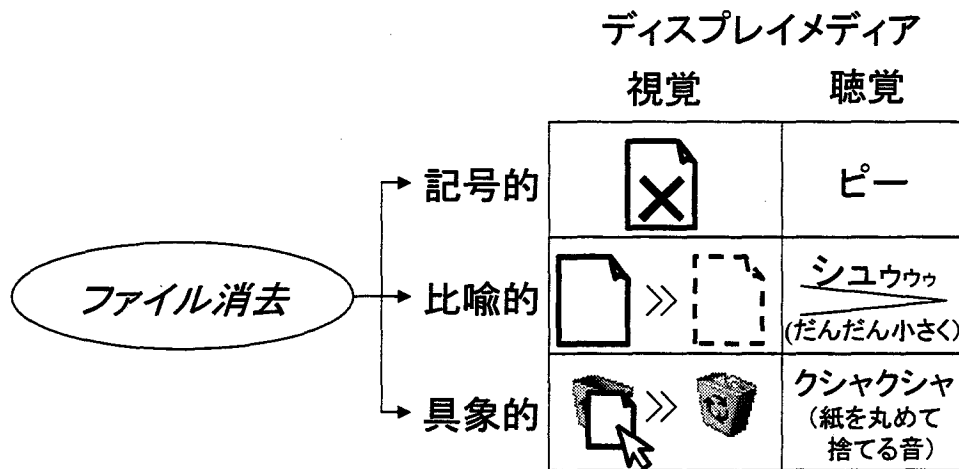 ディスプレイメディア
視覚 聴覚
記号的 ピー
ファイル消去
比喩的 シュゥゥゥ
(だんだん小さく)
具象的 クシャクシャ
(紙を丸めて
捨てる音)